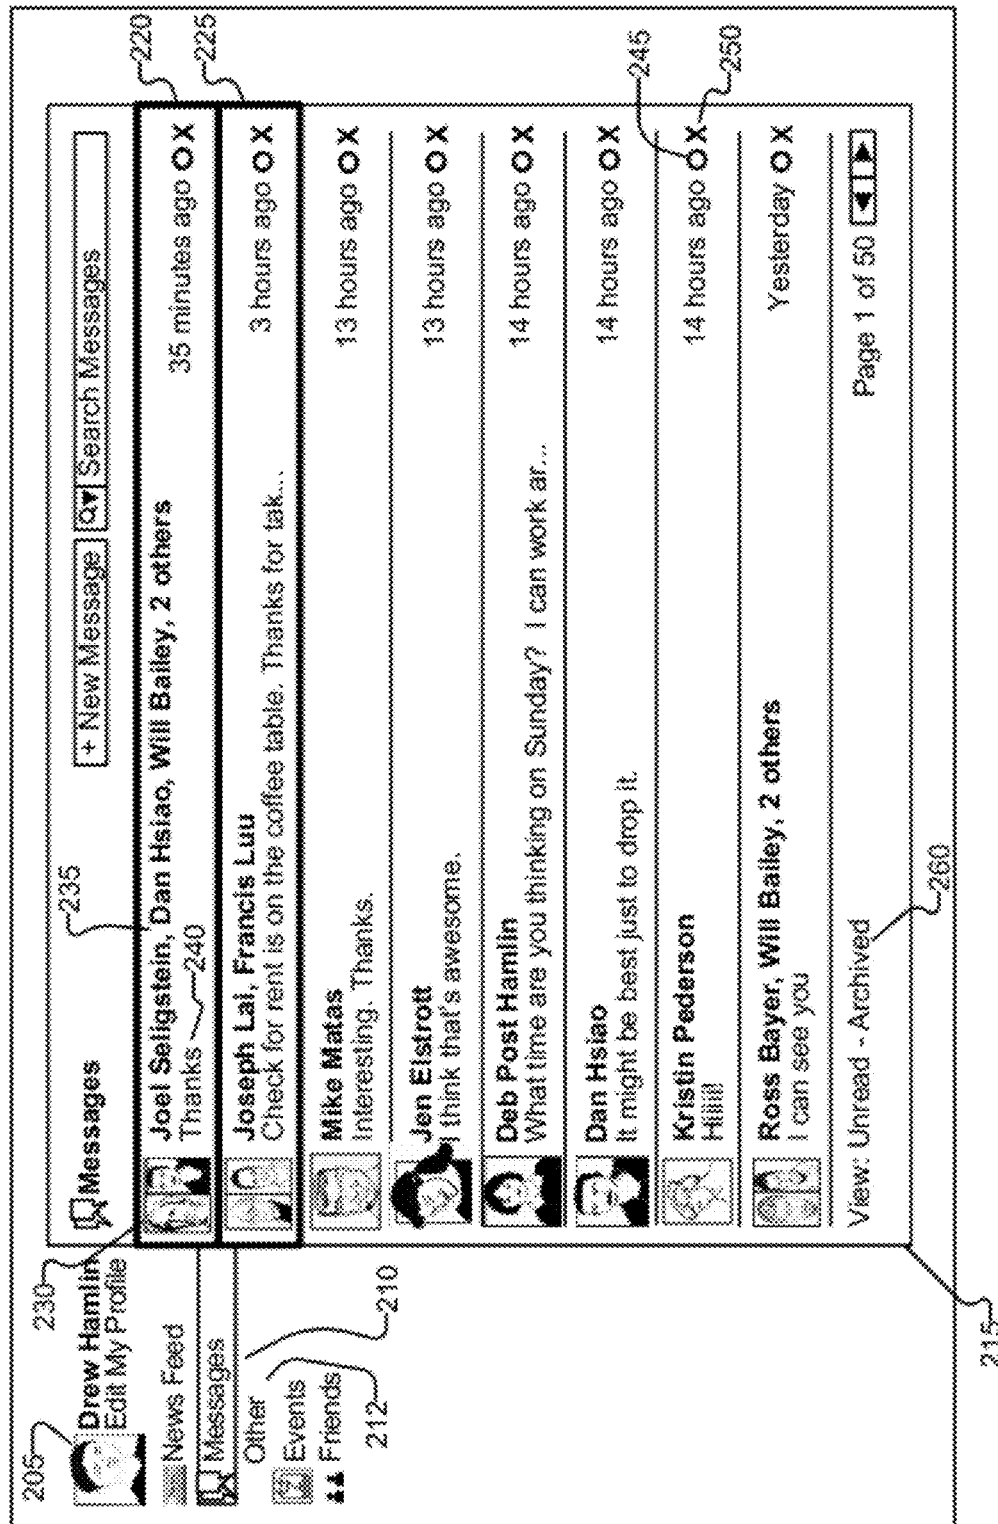 205
Drew Hamlin
Edit My Profile
News Feed
Messages
Other
Events
Friends
210
212
230
Messages
+ New Message
Search Messages
235
Joel Seligstein, Dan Hsiao, Will Bailey, 2 others
Thanks
240
35 minutes ago O X
220
Joseph Lai, Francis Luu
Check for rent is on the coffee table. Thanks for tak...
3 hours ago O X
225
Mike Matas
Interesting. Thanks.
13 hours ago O X
Jen Elstrott
I think that's awesome.
13 hours ago O X
Deb Post Hamlin
What time are you thinking on Sunday? I can work ar...
14 hours ago O X
Dan Hsiao
It might be best just to drop it.
14 hours ago O X
245
Kristin Pederson
Hiiiii!
14 hours ago O X
250
Ross Bayer, Will Bailey, 2 others
I can see you
Yesterday O X
View: Unread - Archived
260
Page 1 of 50
215